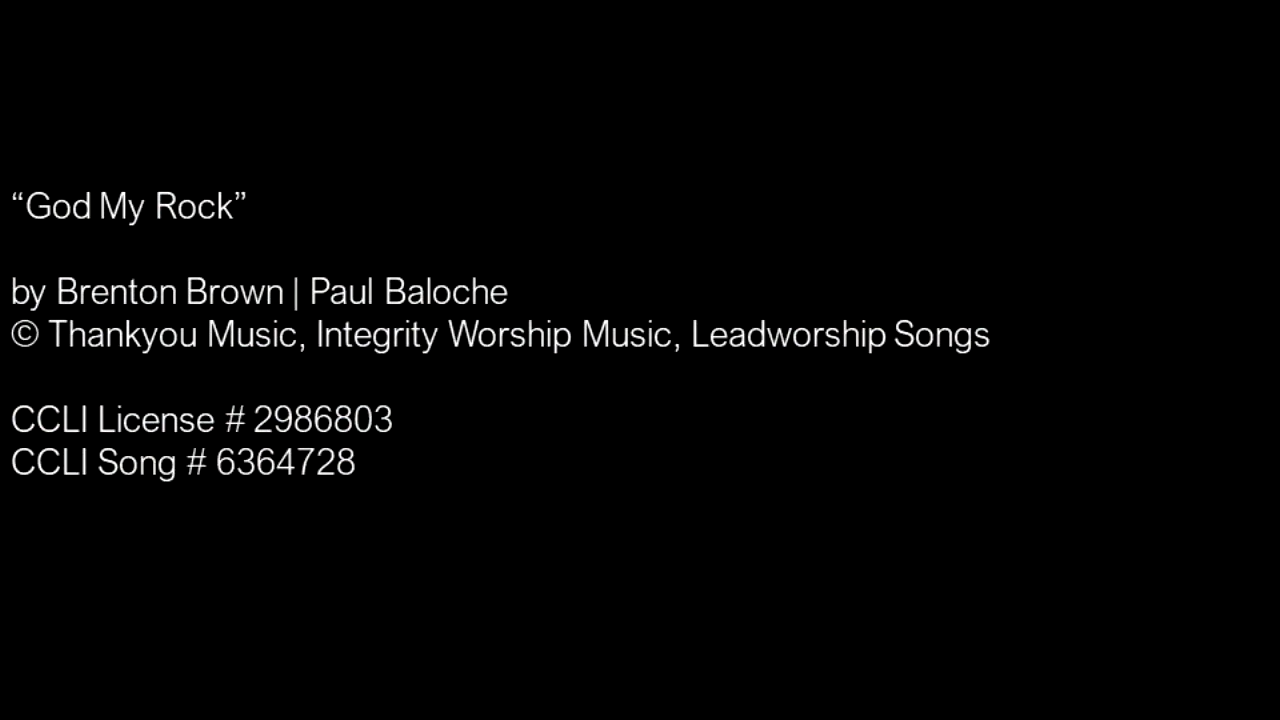 “God My Rock”
by Brenton Brown | Paul Baloche
© Thankyou Music, Integrity Worship Music, Leadworship Songs
CCLI License # 2986803
CCLI Song # 6364728